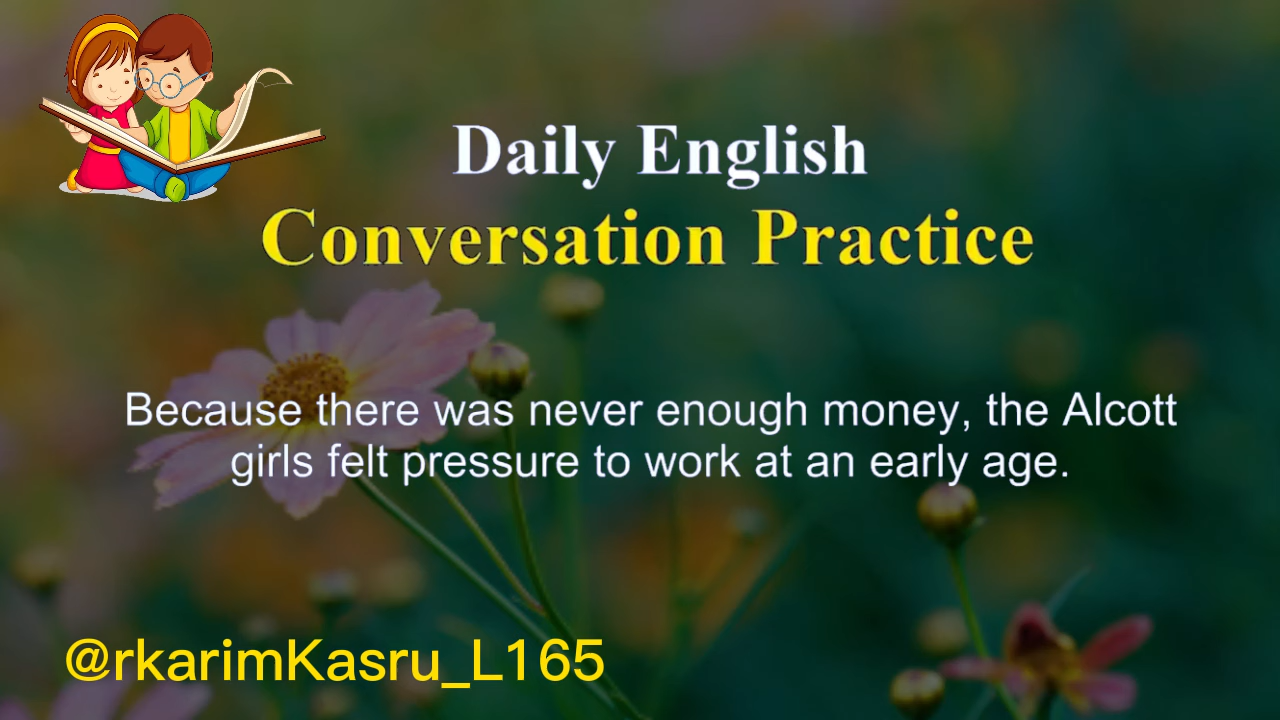 Daily English
Conversation Practice
Because there was never enough money, the Alcott
girls felt pressure to work at an early age.
@rkarimKasru_L165